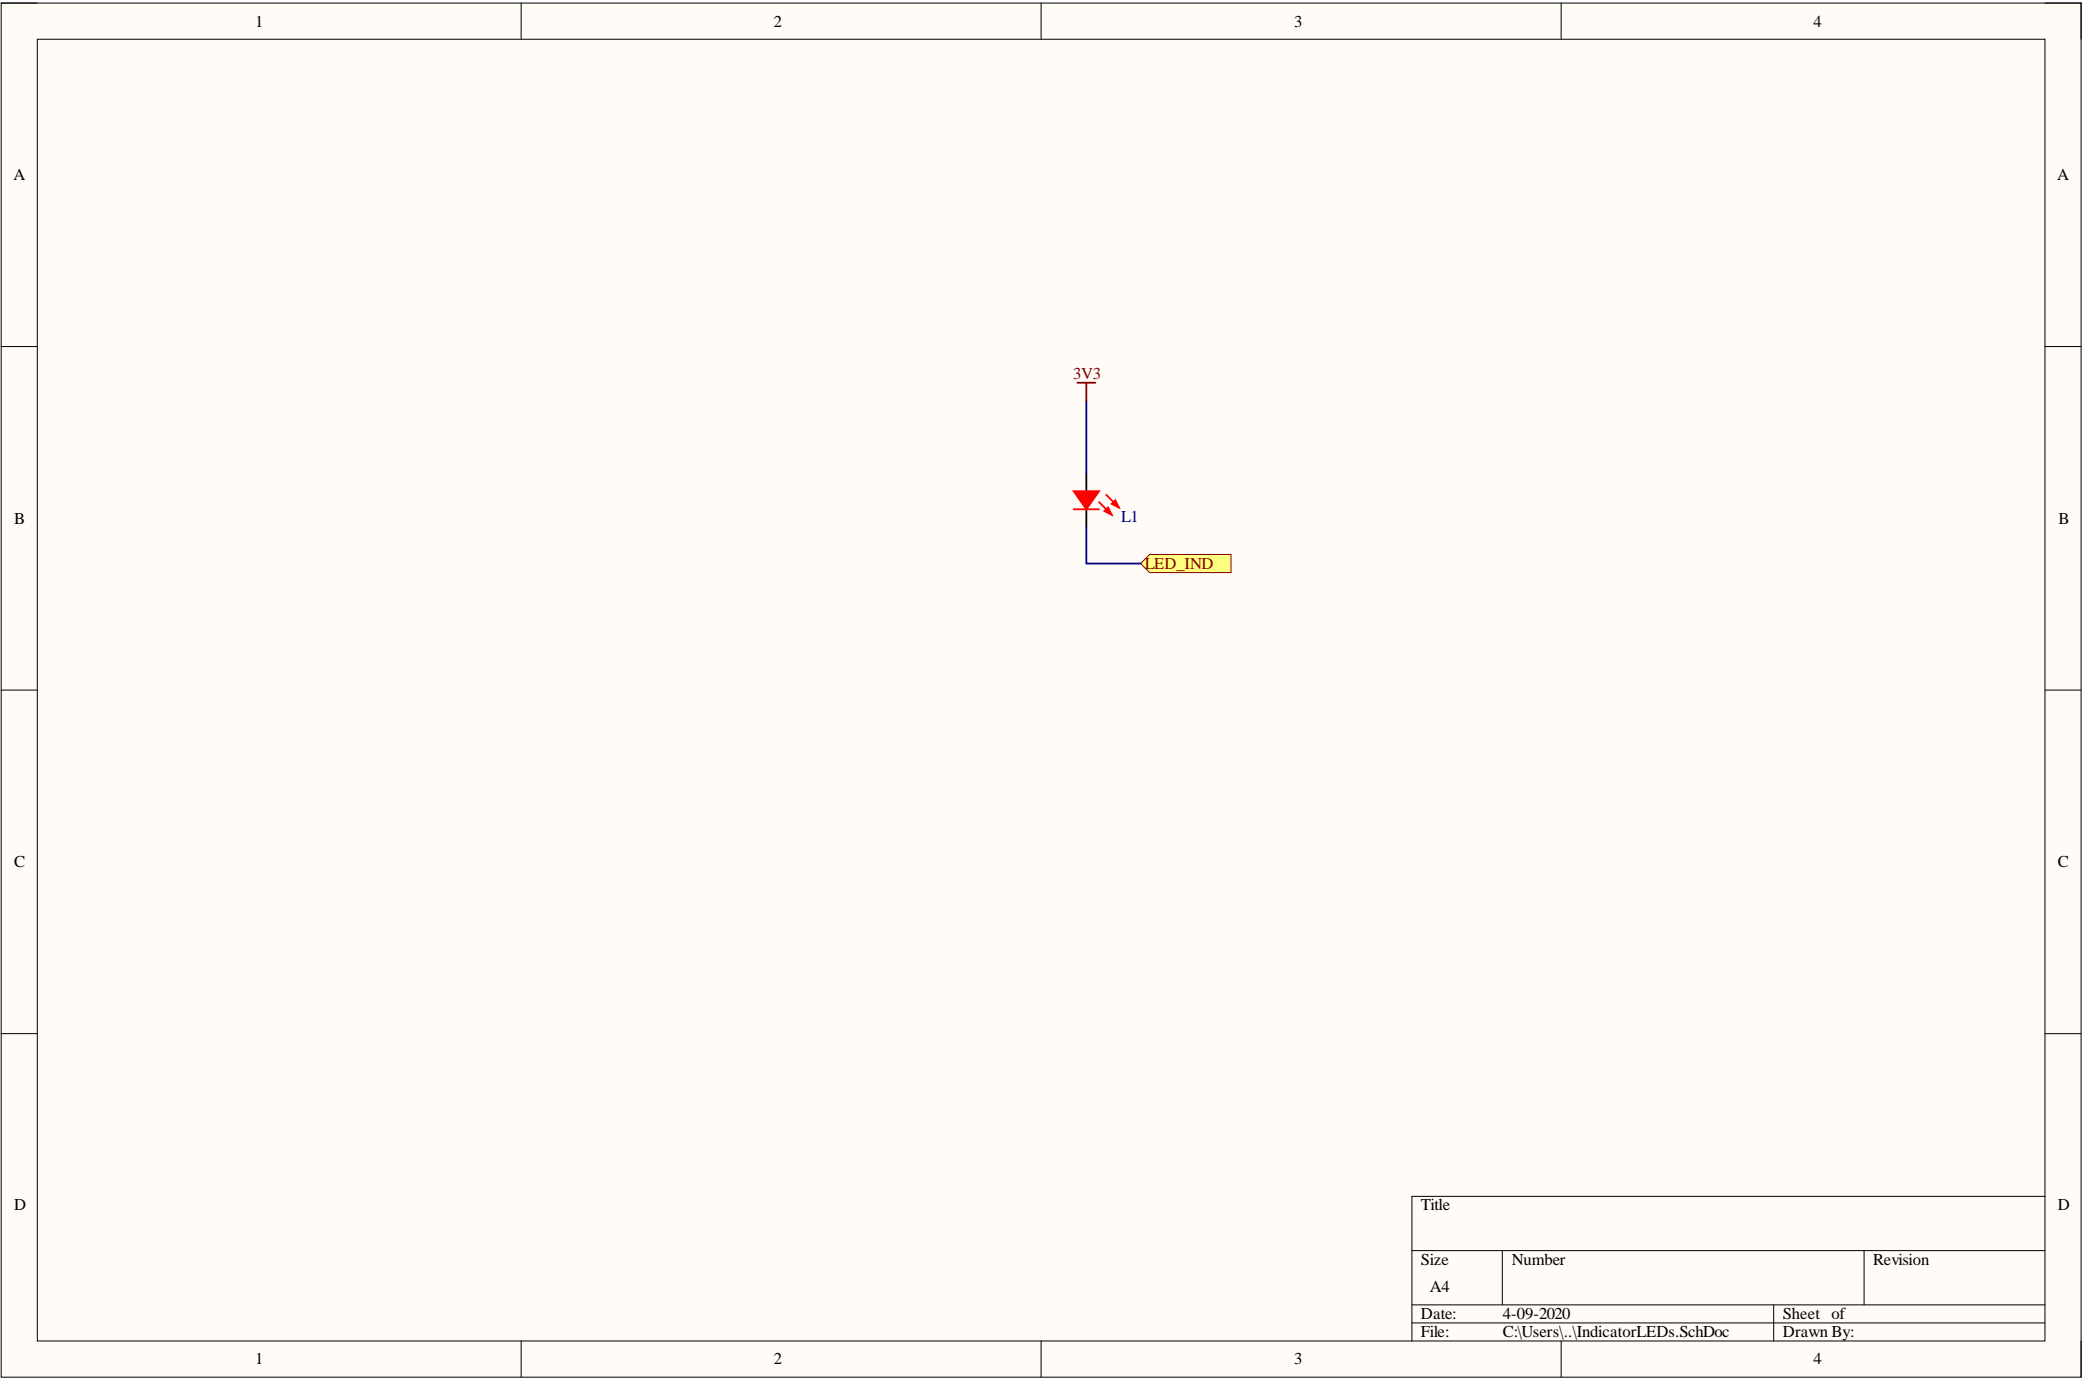 1 2 3 4
A A
3V3
B B
L1
LED_IND
C C
D D
Title
Size Number Revision
A4
Date: 4-09-2020 Sheet of
File: C:\Users\..\IndicatorLEDs.SchDoc Drawn By:
1 2 3 4